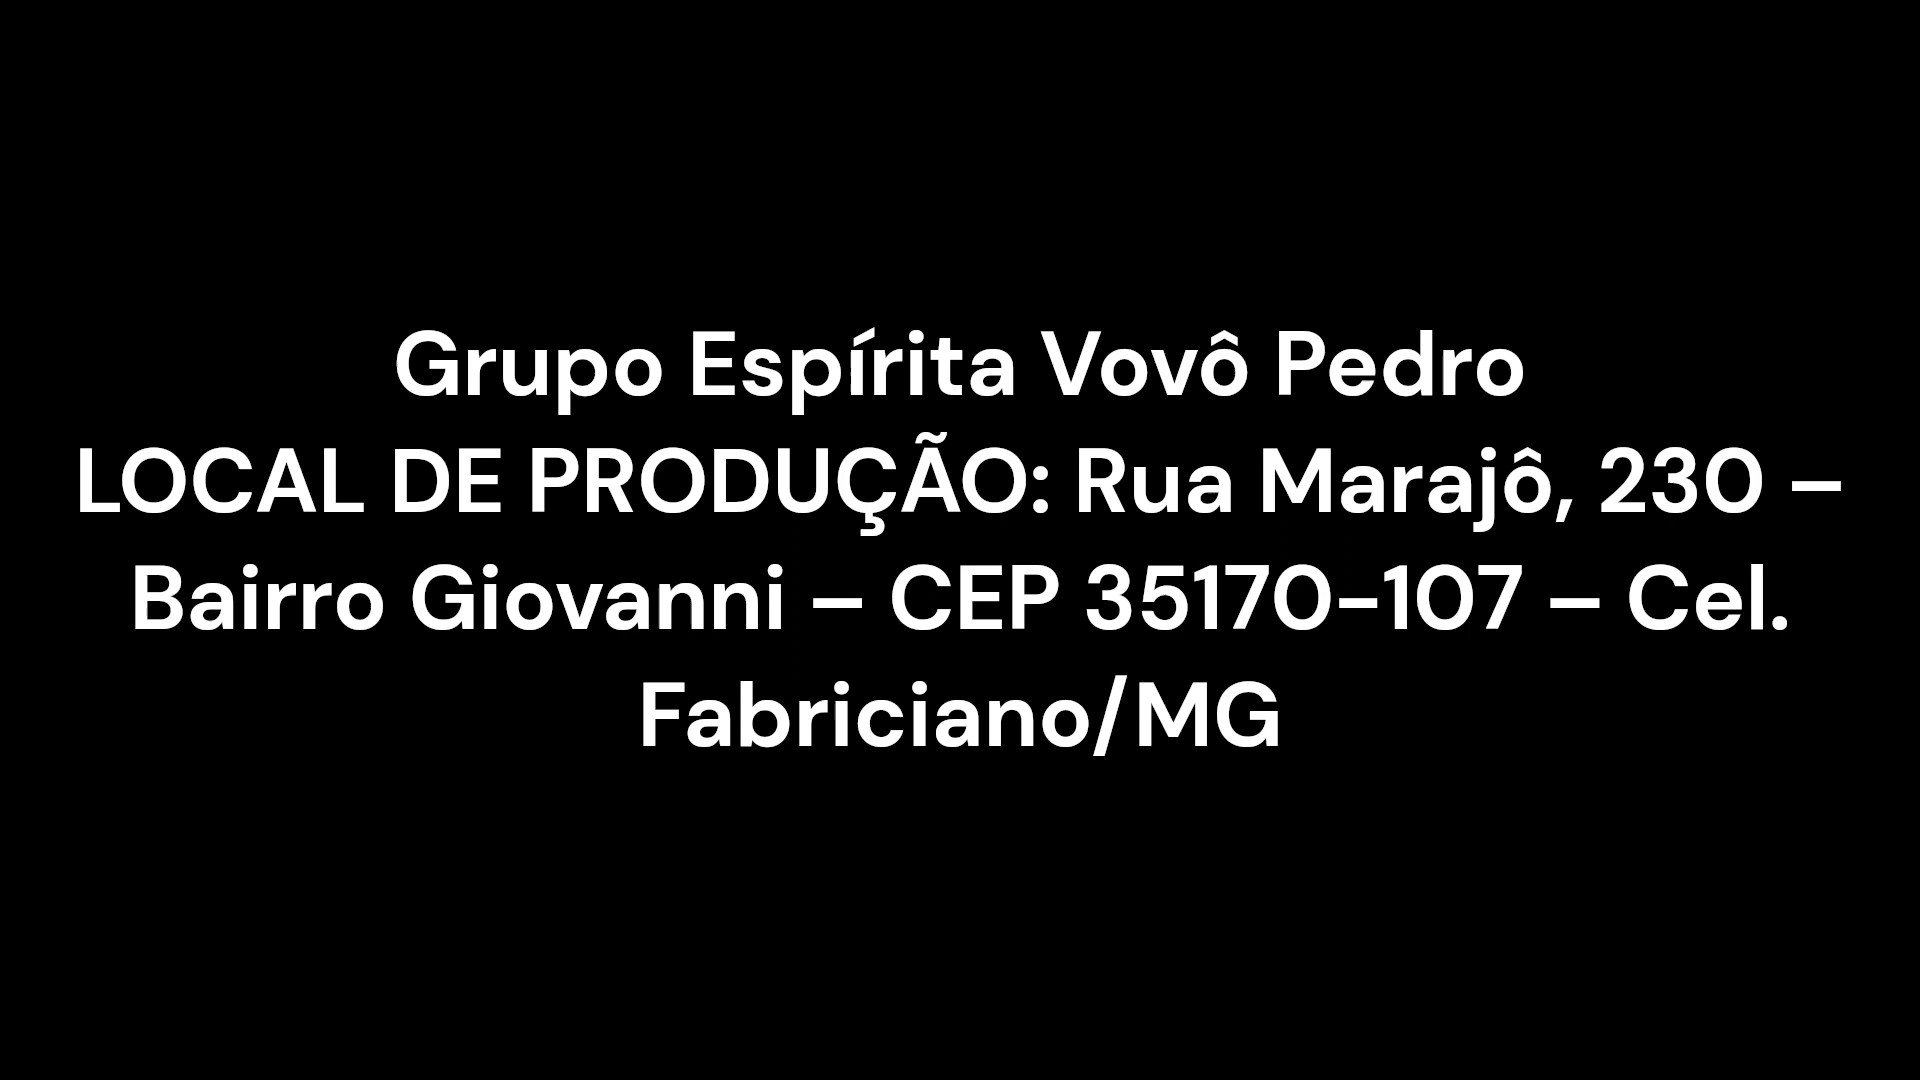 Grupo Espírita Vovô Pedro
LOCAL DE PRODUÇÃO: Rua Marajô, 230 –
Bairro Giovanni – CEP 35170-107 – Cel.
Fabriciano/MG